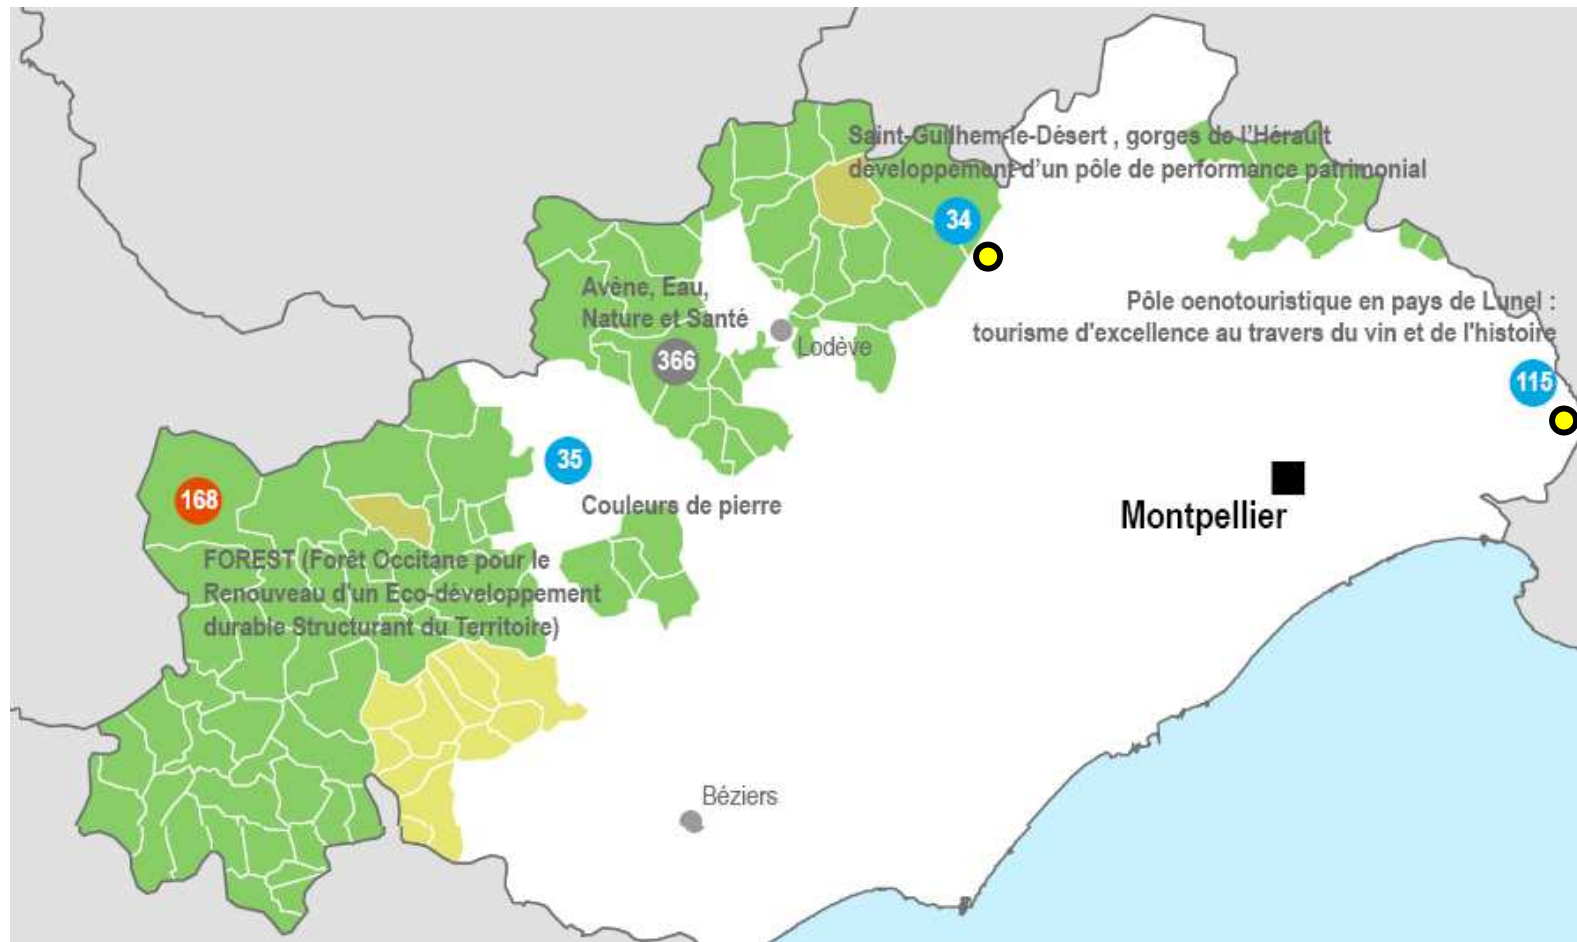 Saint-Guilhem-le-Désert , gorges de l'Hérault
développement d'un pôle de performance patrimonial
34
Avène, Eau,
Nature et Santé
366
Lodève
Pôle oenotouristique en pays de Lunel :
tourisme d'excellence au travers du vin et de l'histoire
115
35
Couleurs de pierre
168
Montpellier
FOREST (Forêt Occitane pour le
Renouveau d'un Eco-développement
durable Structurant du Territoire)
Béziers